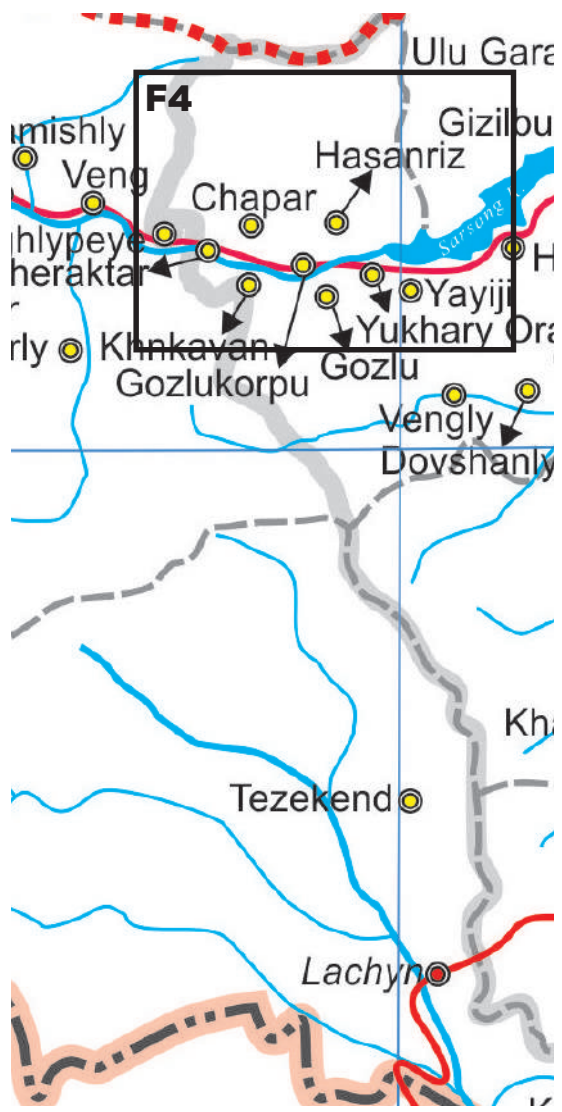 Ulu Gara
F4
Gizilbu
amishly
Hasanriz
Veng
Chapar
Sarsang
ghlypeye
H
heraktar
Yayiji
r
Yukhary Ora
rly
Khnkavan
Gozlu
Gozlukorpu
Vengly
Dovshanly
Kha
Tezekend
Lachyn
K